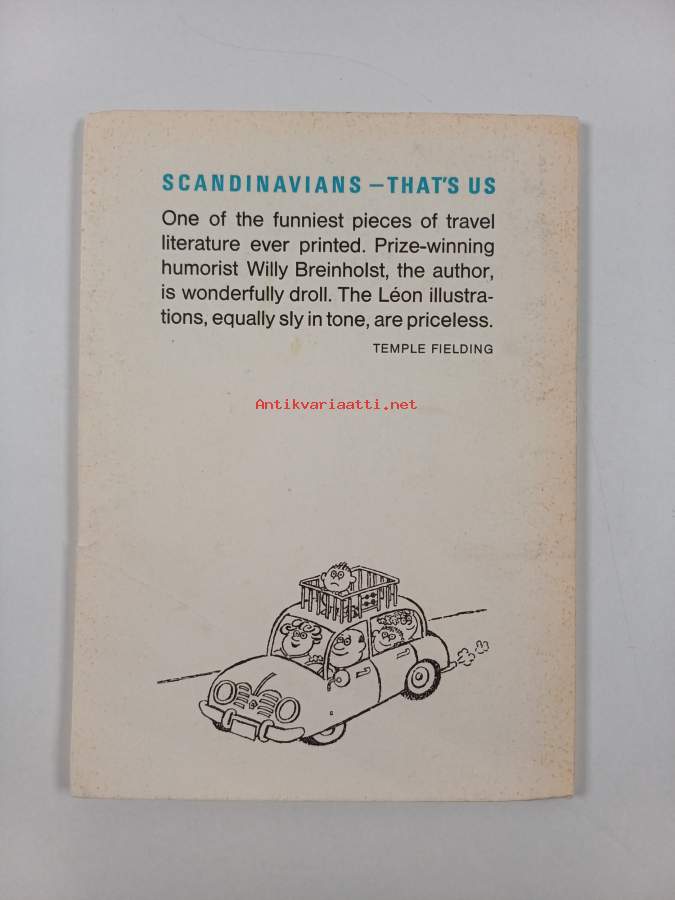 SCANDINAVIANS – THAT'S US
One of the funniest pieces of travel
literature ever printed. Prize-winning
humorist Willy Breinholst, the author,
is wonderfully droll. The Léon illustra-
tions, equally sly in tone, are priceless.
TEMPLE FIELDING
Antikvariaatti.net